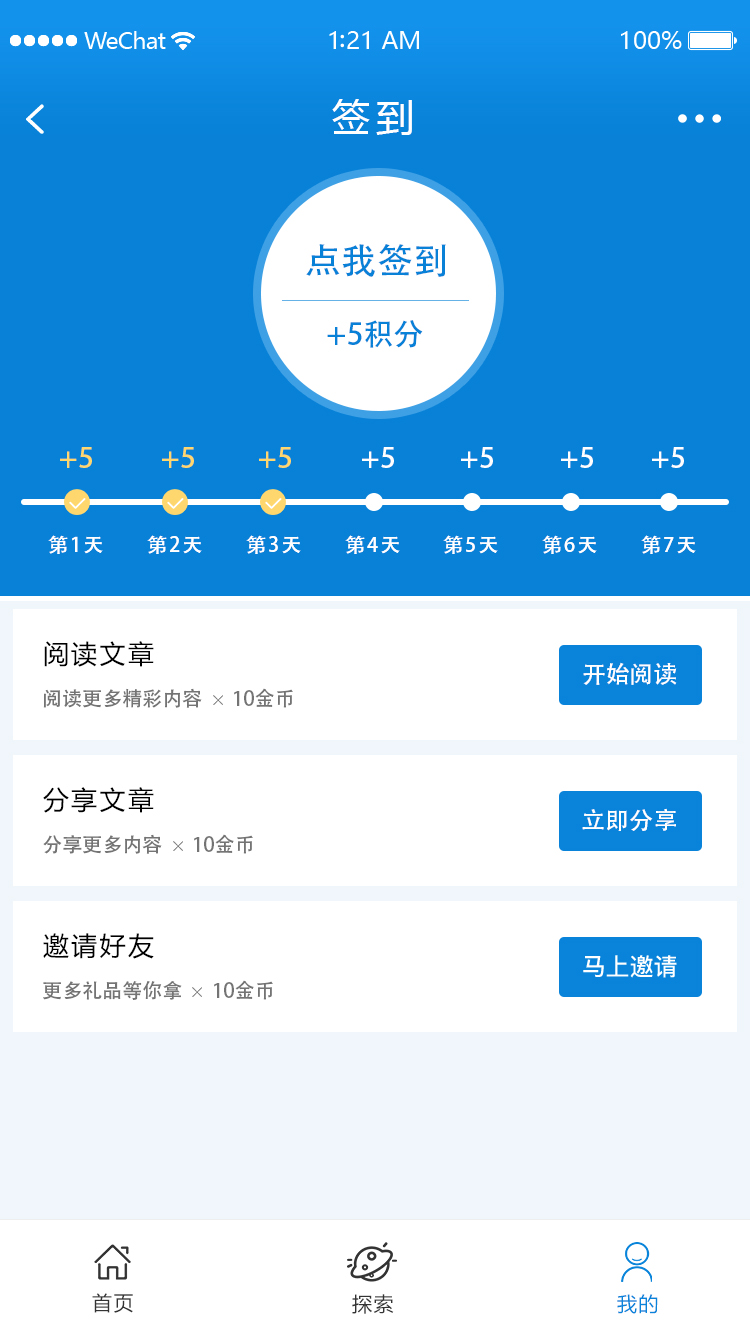 WeChat 1:21 AM 100%
签到
点我签到
+5积分
+5 +5 +5 +5 +5 +5 +5
第1天 第2天 第3天 第4天 第5天 第6天 第7天
阅读文章
阅读更多精彩内容 × 10金币
开始阅读
分享文章
分享更多内容 × 10金币
立即分享
邀请好友
更多礼品等你拿 × 10金币
马上邀请
首页 探索 我的